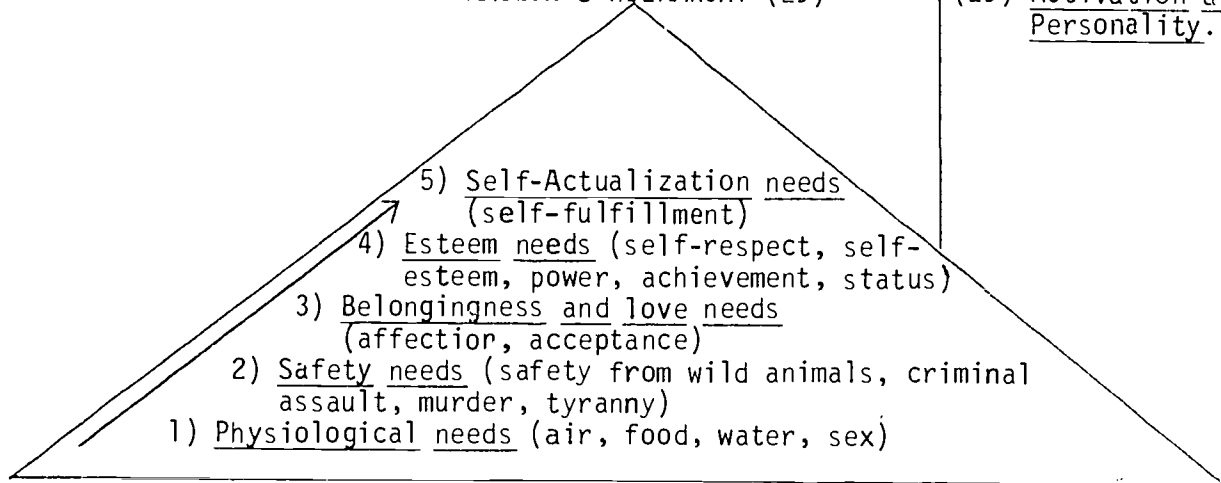 (29)
Personality.
5) Self-Actualization needs
(self-fulfillment)
4) Esteem needs (self-respect, self-
esteem, power, achievement, status)
3) Belongingness and love needs
(affection, acceptance)
2) Safety needs (safety from wild animals, criminal
assault, murder, tyranny)
1) Physiological needs (air, food, water, sex)